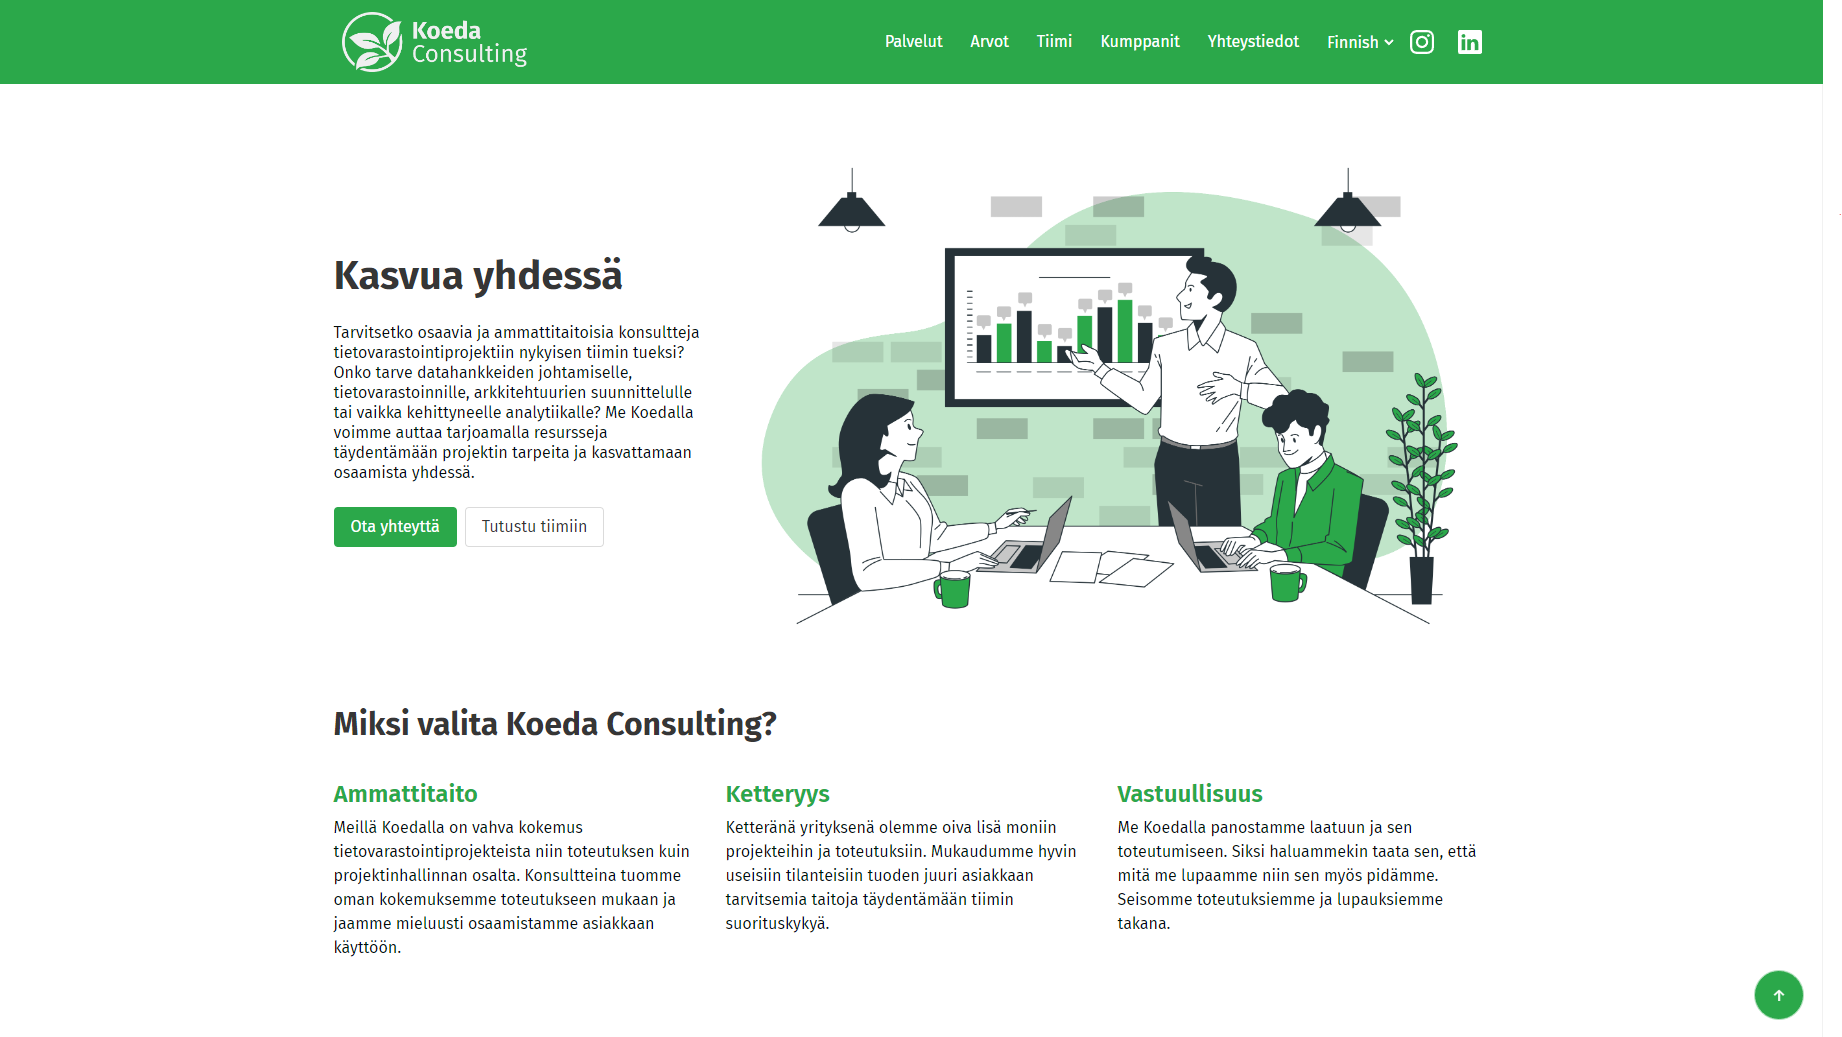 Koeda
Consulting
Palvelut
Arvot
Tiimi
Kumppanit
Yhteystiedot
Finnish
Kasvua yhdessä
Tarvitsetko osaavia ja ammattitaitoisia konsultteja
tietovarastointiprojektiin nykyisen tiimin tueksi?
Onko tarve datahankkeiden johtamiselle,
tietovarastoinnille, arkkitehtuurien suunnittelulle
tai vaikka kehittyneelle analytiikalle? Me Koedalla
voimme auttaa tarjoamalla resursseja
täydentämään projektin tarpeita ja kasvattamaan
osaamista yhdessä.
Ota yhteyttä
Tutustu tiimiin
Miksi valita Koeda Consulting?
Ammattitaito
Meillä Koedalla on vahva kokemus
tietovarastointiprojekteista niin toteutuksen kuin
projektinhallinnan osalta. Konsultteina tuomme
oman kokemuksemme toteutukseen mukaan ja
jaamme mieluusti osaamistamme asiakkaan
käyttöön.
Ketteryys
Ketteränä yrityksenä olemme oiva lisä moniin
projekteihin ja toteutuksiin. Mukaudumme hyvin
useisiin tilanteisiin tuoden juuri asiakkaan
tarvitsemia taitoja täydentämään tiimin
suorituskykyä.
Vastuullisuus
Me Koedalla panostamme laatuun ja sen
toteutumiseen. Siksi haluammekin taata sen, että
mitä me lupaamme niin sen myös pidämme.
Seisomme toteutuksiemme ja lupauksiemme
takana.